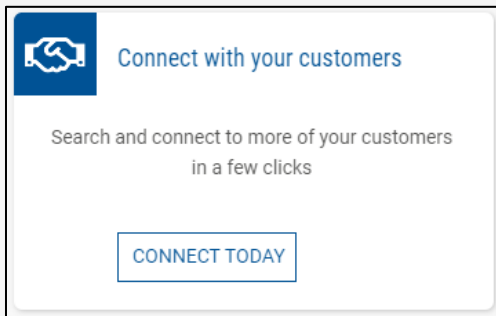 Connect with your customers
Search and connect to more of your customers
in a few clicks
CONNECT TODAY